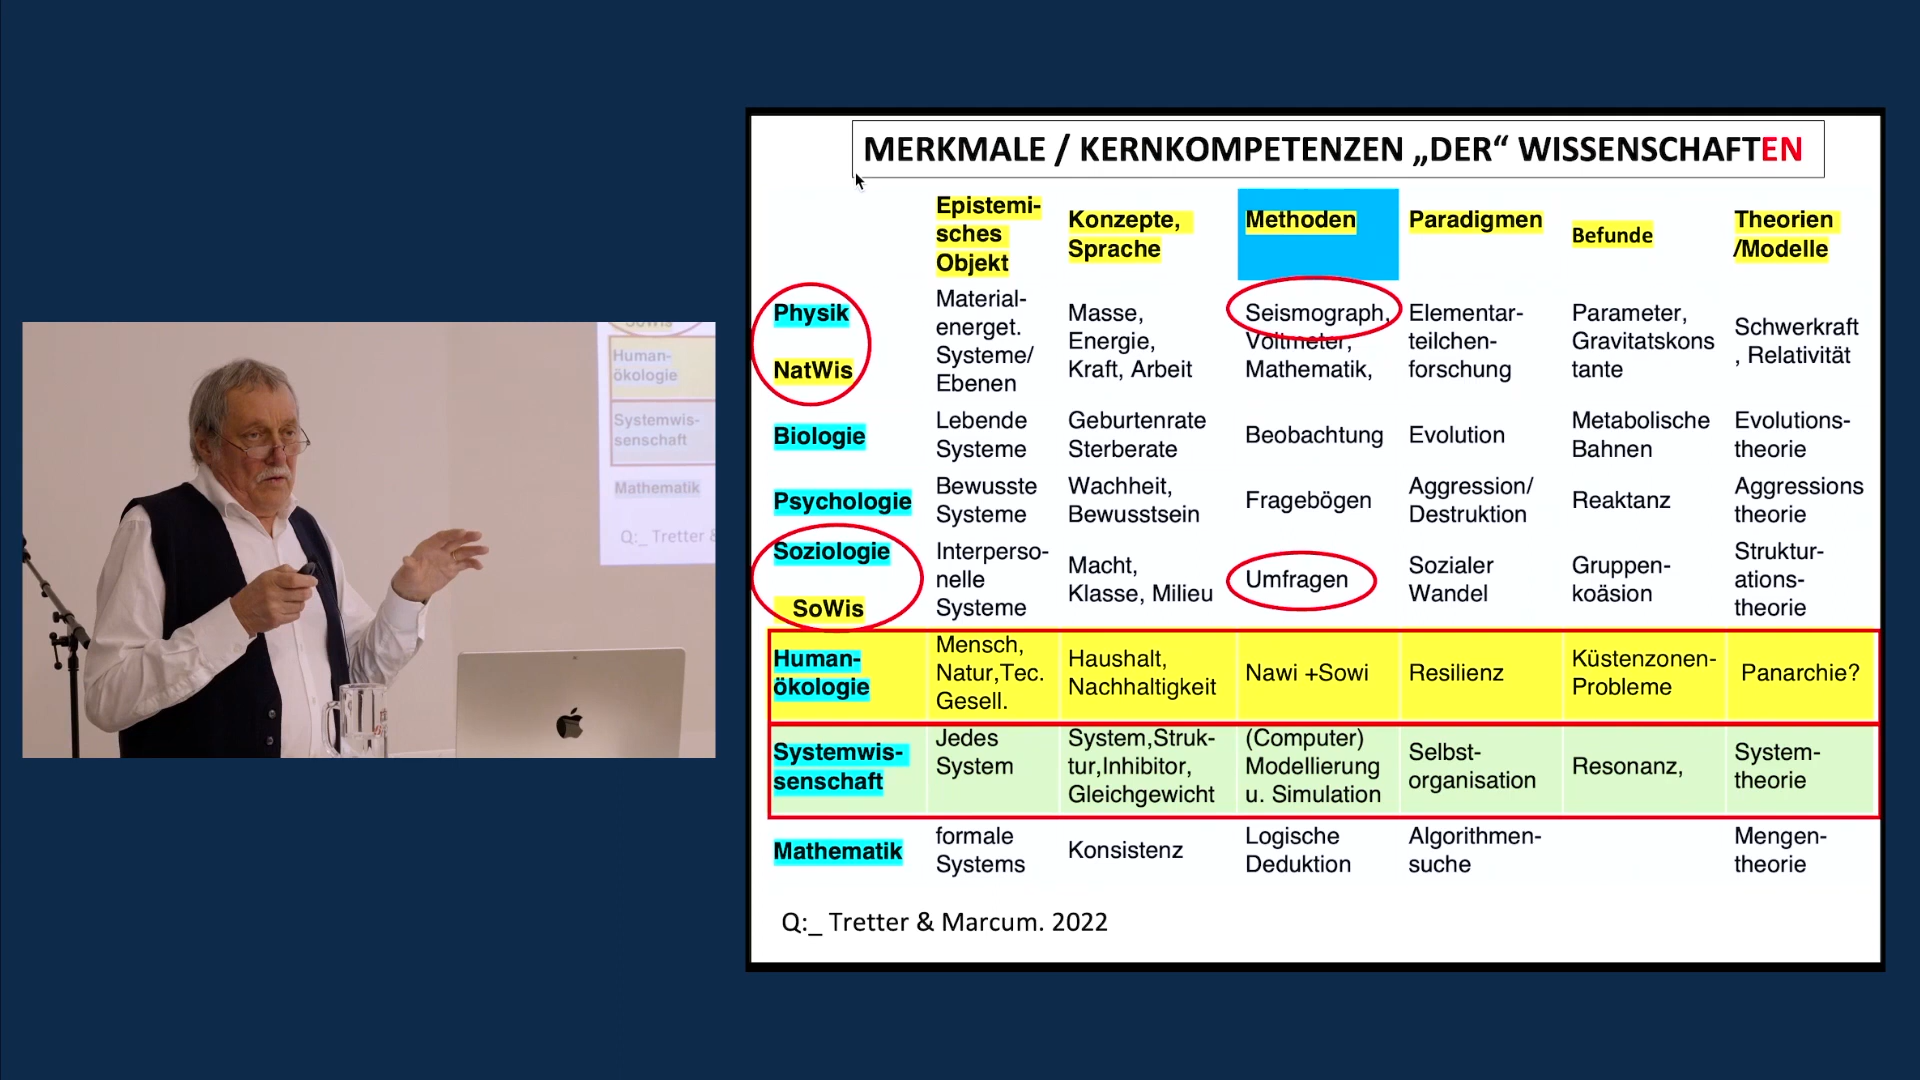 MERKMALE / KERNKOMPETENZEN „DER“ WISSENSCHAFTEN
Epistemi-
sches
Objekt
Konzepte,
Sprache
Methoden
Paradigmen
Befunde
Theorien
/Modelle
Physik
NatWis
Material-
energet.
Systeme/
Ebenen
Masse,
Energie,
Kraft, Arbeit
Seismograph,
Voltmeter,
Mathematik,
Elementar-
teilchen-
forschung
Parameter,
Gravitatskons
tante
Schwerkraft
, Relativität
Biologie
Lebende
Systeme
Geburtenrate
Sterberate
Beobachtung
Evolution
Metabolische
Bahnen
Evolutions-
theorie
Psychologie
Bewusste
Systeme
Wachheit,
Bewusstsein
Fragebögen
Aggression/
Destruktion
Reaktanz
Aggressions
theorie
Soziologie
SoWis
Interperso-
nelle
Systeme
Macht,
Klasse, Milieu
Umfragen
Sozialer
Wandel
Gruppen-
koäsion
Struktur-
ations-
theorie
Human-
ökologie
Mensch,
Natur,Tec.
Gesell.
Haushalt,
Nachhaltigkeit
Nawi +Sowi
Resilienz
Küstenzonen-
Probleme
Panarchie?
Systemwis-
senschaft
Jedes
System
System,Struk-
tur,Inhibitor,
Gleichgewicht
(Computer)
Modellierung
u. Simulation
Selbst-
organisation
Resonanz,
System-
theorie
Mathematik
formale
Systems
Konsistenz
Logische
Deduktion
Algorithmen-
suche
Mengen-
theorie
Q:_ Tretter & Marcum. 2022
SoWis
Human-
ökologie
Systemwis-
senschaft
Mathematik
Q:_ Tretter &